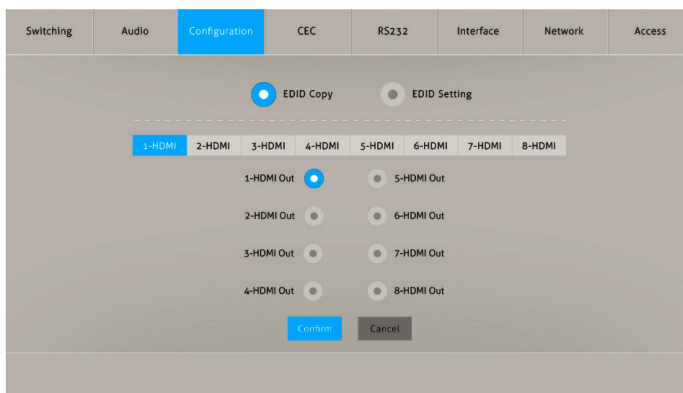 Switching Audio Configuration CEC RS232 Interface Network Access
EDID Copy EDID Setting
1-HDMI 2-HDMI 3-HDMI 4-HDMI 5-HDMI 6-HDMI 7-HDMI 8-HDMI
1-HDMI Out 5-HDMI Out
2-HDMI Out 6-HDMI Out
3-HDMI Out 7-HDMI Out
4-HDMI Out 8-HDMI Out
Confirm Cancel